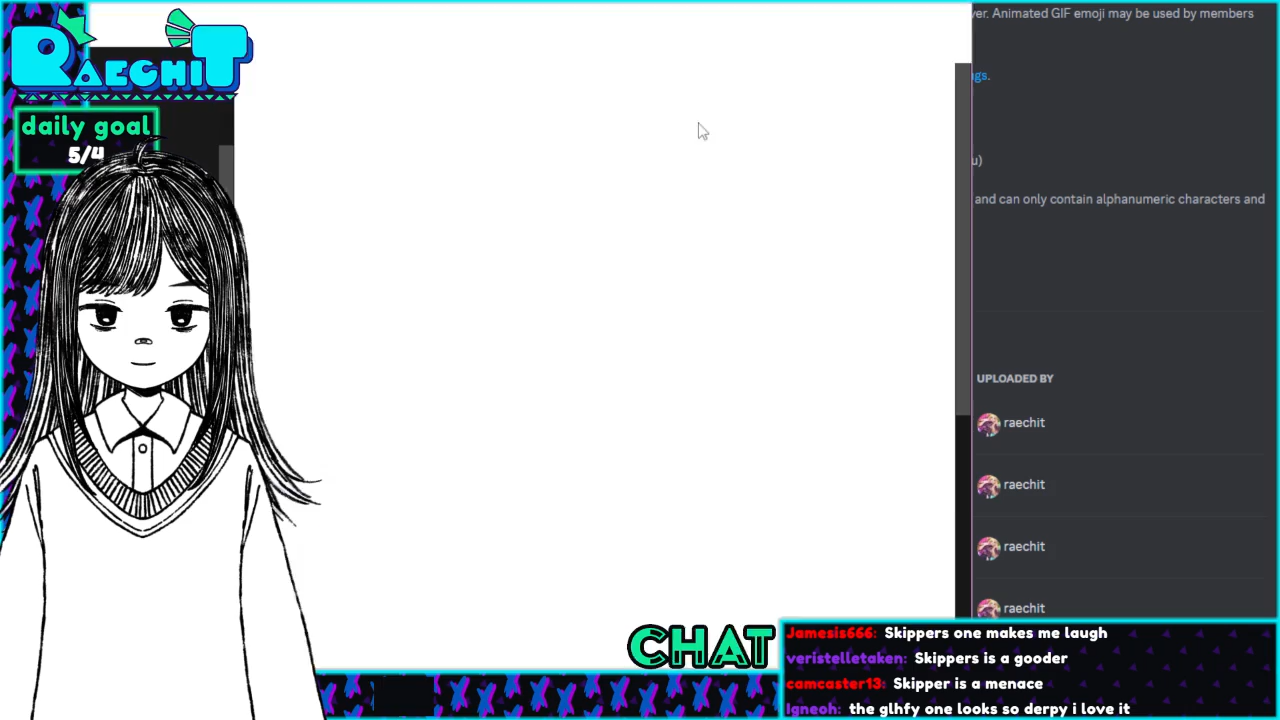 RAECHIT
daily goal
5/4
ver. Animated GIF emoji may be used by members
ngs.
u)
and can only contain alphanumeric characters and
UPLOADED BY
raechit
raechit
raechit
raechit
CHAT
Jamesis666: Skippers one makes me laugh
veristelletaken: Skippers is a gooder
camcaster13: Skipper is a menace
Igneoh: the glhfy one looks so derpy i love it